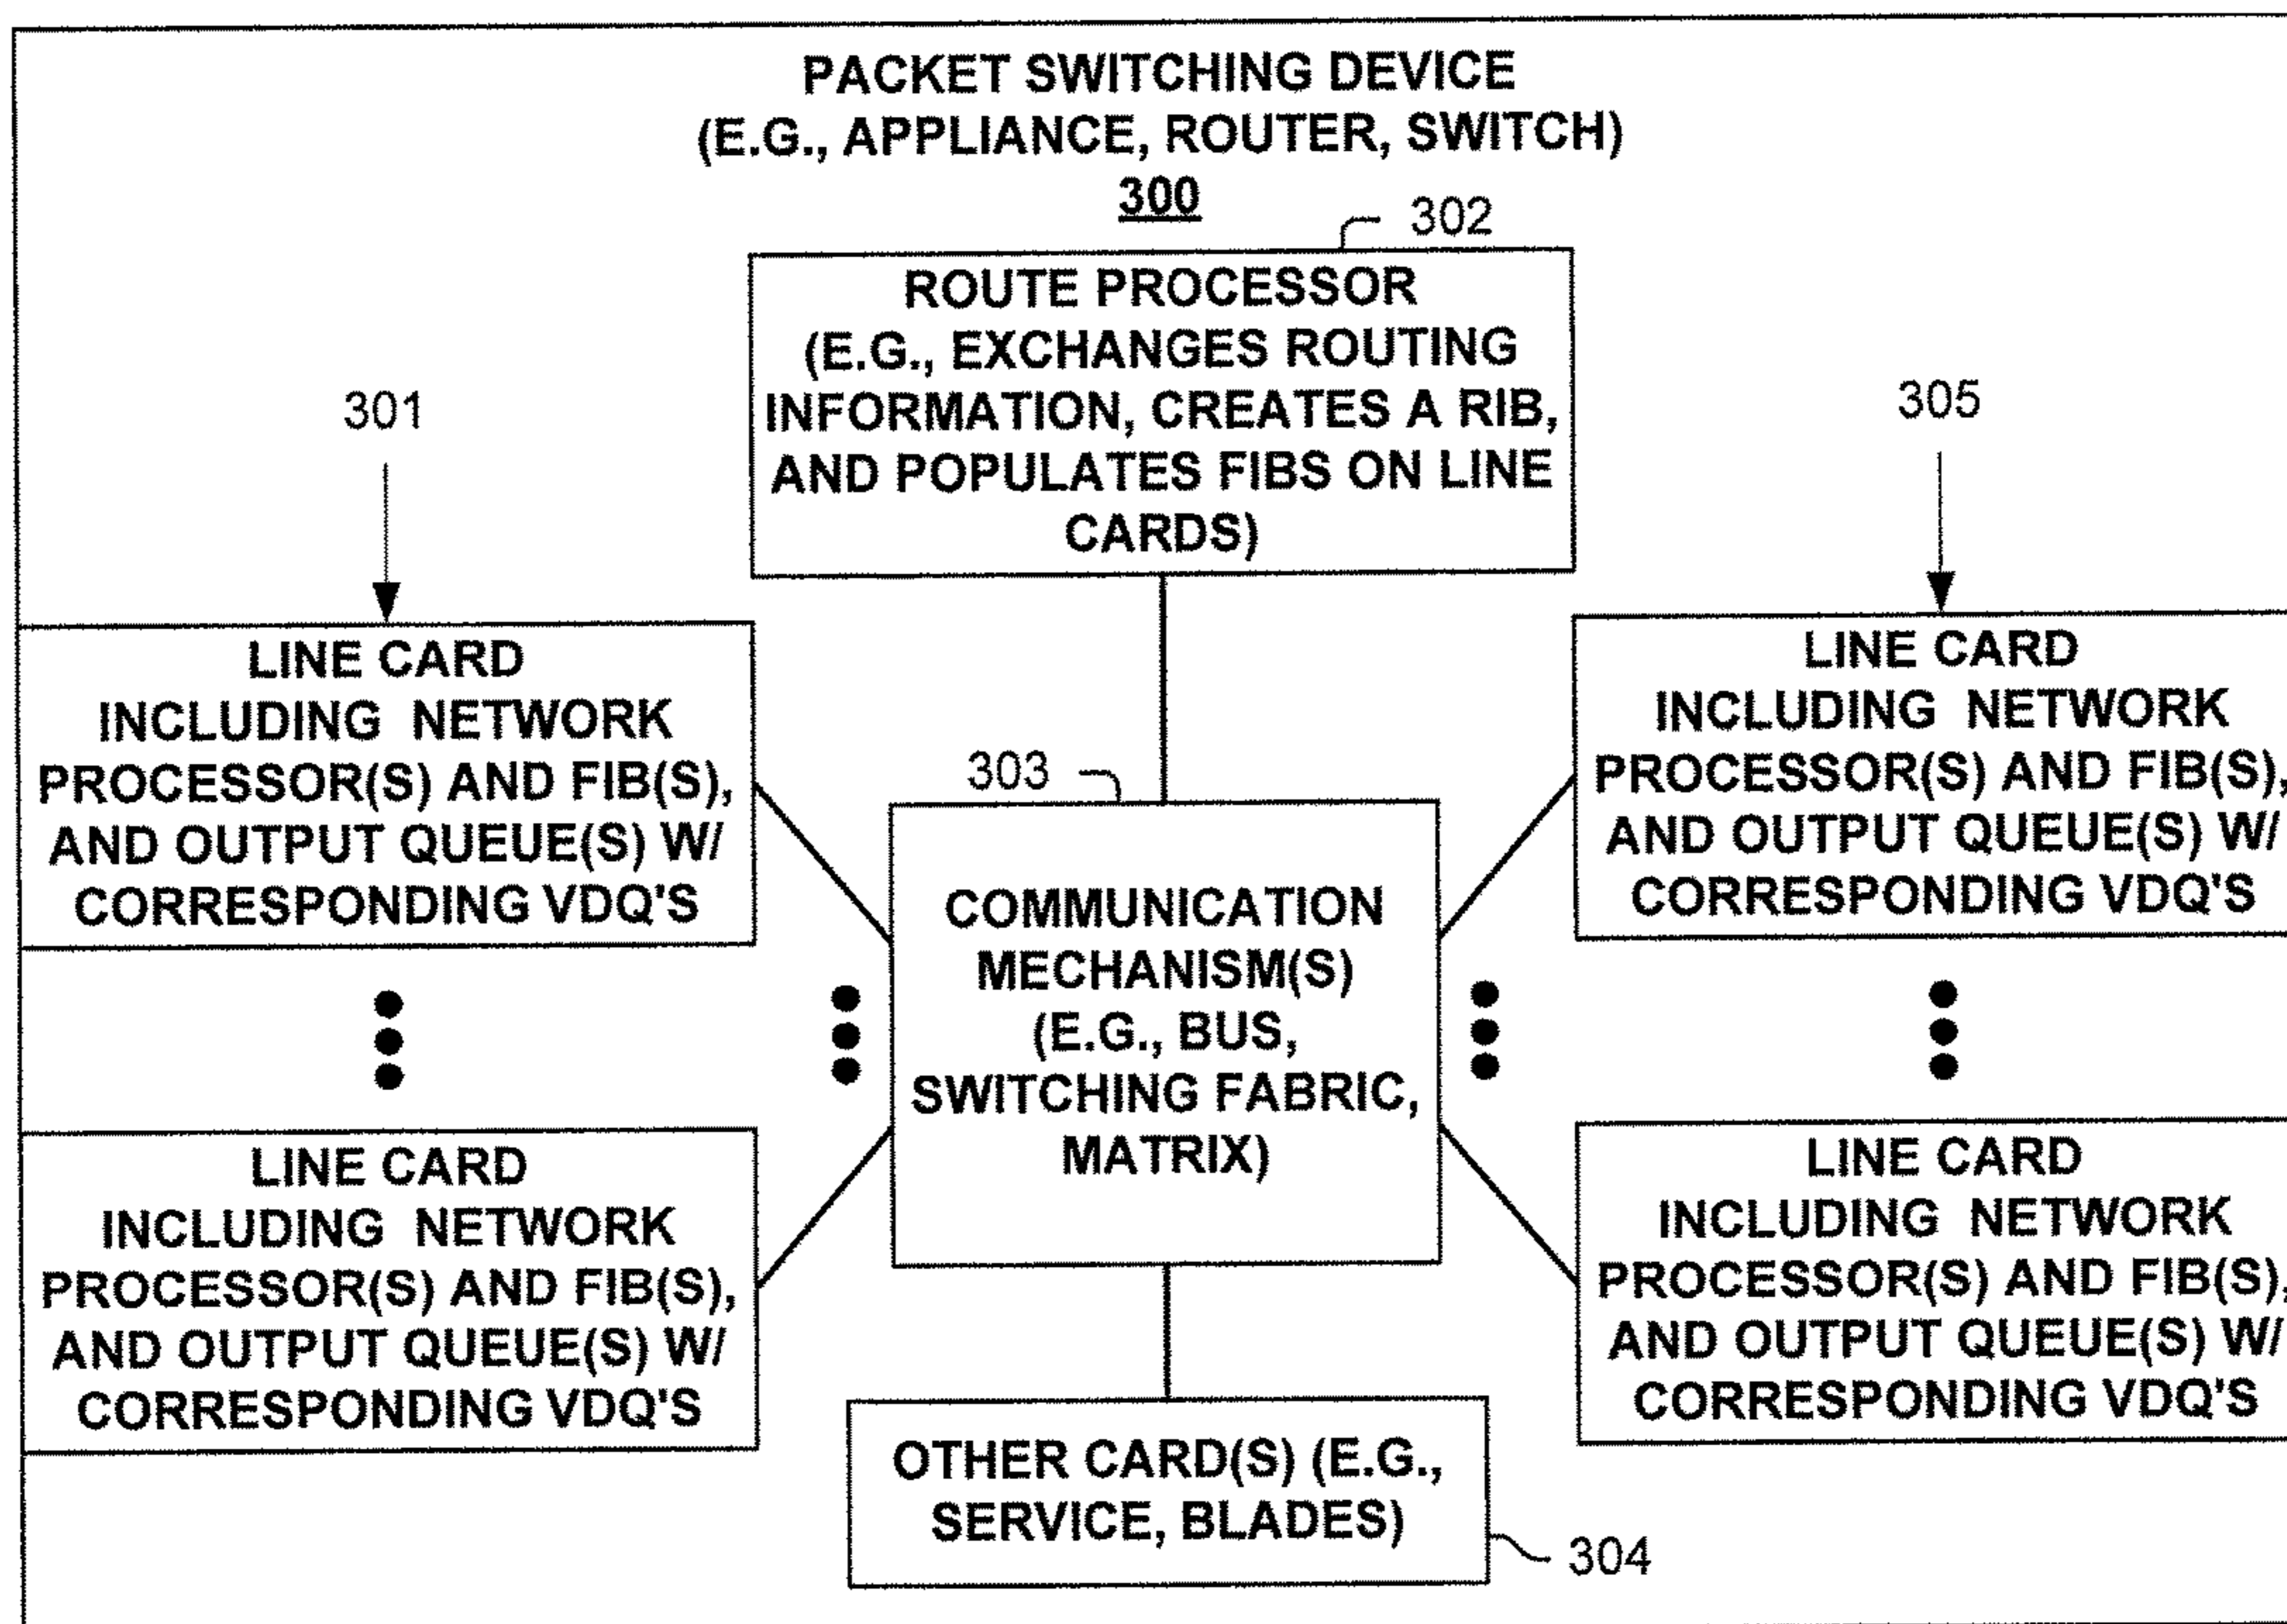 PACKET SWITCHING DEVICE
(E.G., APPLIANCE, ROUTER, SWITCH)
300
302
ROUTE PROCESSOR
(E.G., EXCHANGES ROUTING
INFORMATION, CREATES A RIB,
AND POPULATES FIBS ON LINE
CARDS)
301
305
LINE CARD
INCLUDING NETWORK
PROCESSOR(S) AND FIB(S),
AND OUTPUT QUEUE(S) W/
CORRESPONDING VDQ'S
LINE CARD
INCLUDING NETWORK
PROCESSOR(S) AND FIB(S),
AND OUTPUT QUEUE(S) W/
CORRESPONDING VDQ'S
303
COMMUNICATION
MECHANISM(S)
(E.G., BUS,
SWITCHING FABRIC,
MATRIX)
LINE CARD
INCLUDING NETWORK
PROCESSOR(S) AND FIB(S),
AND OUTPUT QUEUE(S) W/
CORRESPONDING VDQ'S
LINE CARD
INCLUDING NETWORK
PROCESSOR(S) AND FIB(S),
AND OUTPUT QUEUE(S) W/
CORRESPONDING VDQ'S
OTHER CARD(S) (E.G.,
SERVICE, BLADES)
304